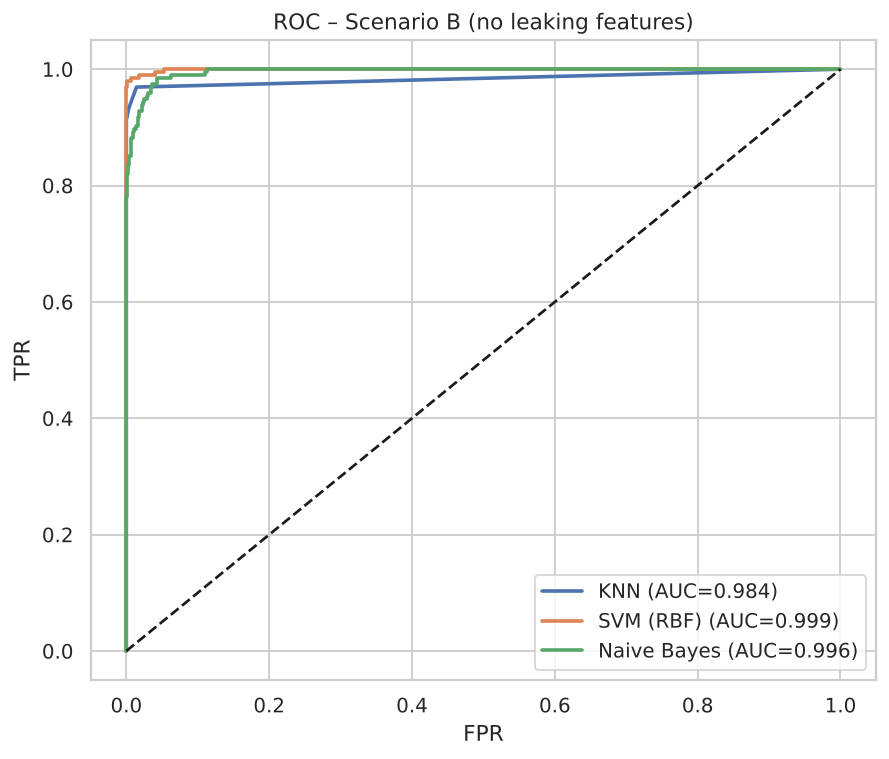 ROC – Scenario B (no leaking features)
1.0
0.8
0.6
0.4
0.2
0.0
TPR
0.0 0.2 0.4 0.6 0.8 1.0
FPR
KNN (AUC=0.984)
SVM (RBF) (AUC=0.999)
Naive Bayes (AUC=0.996)